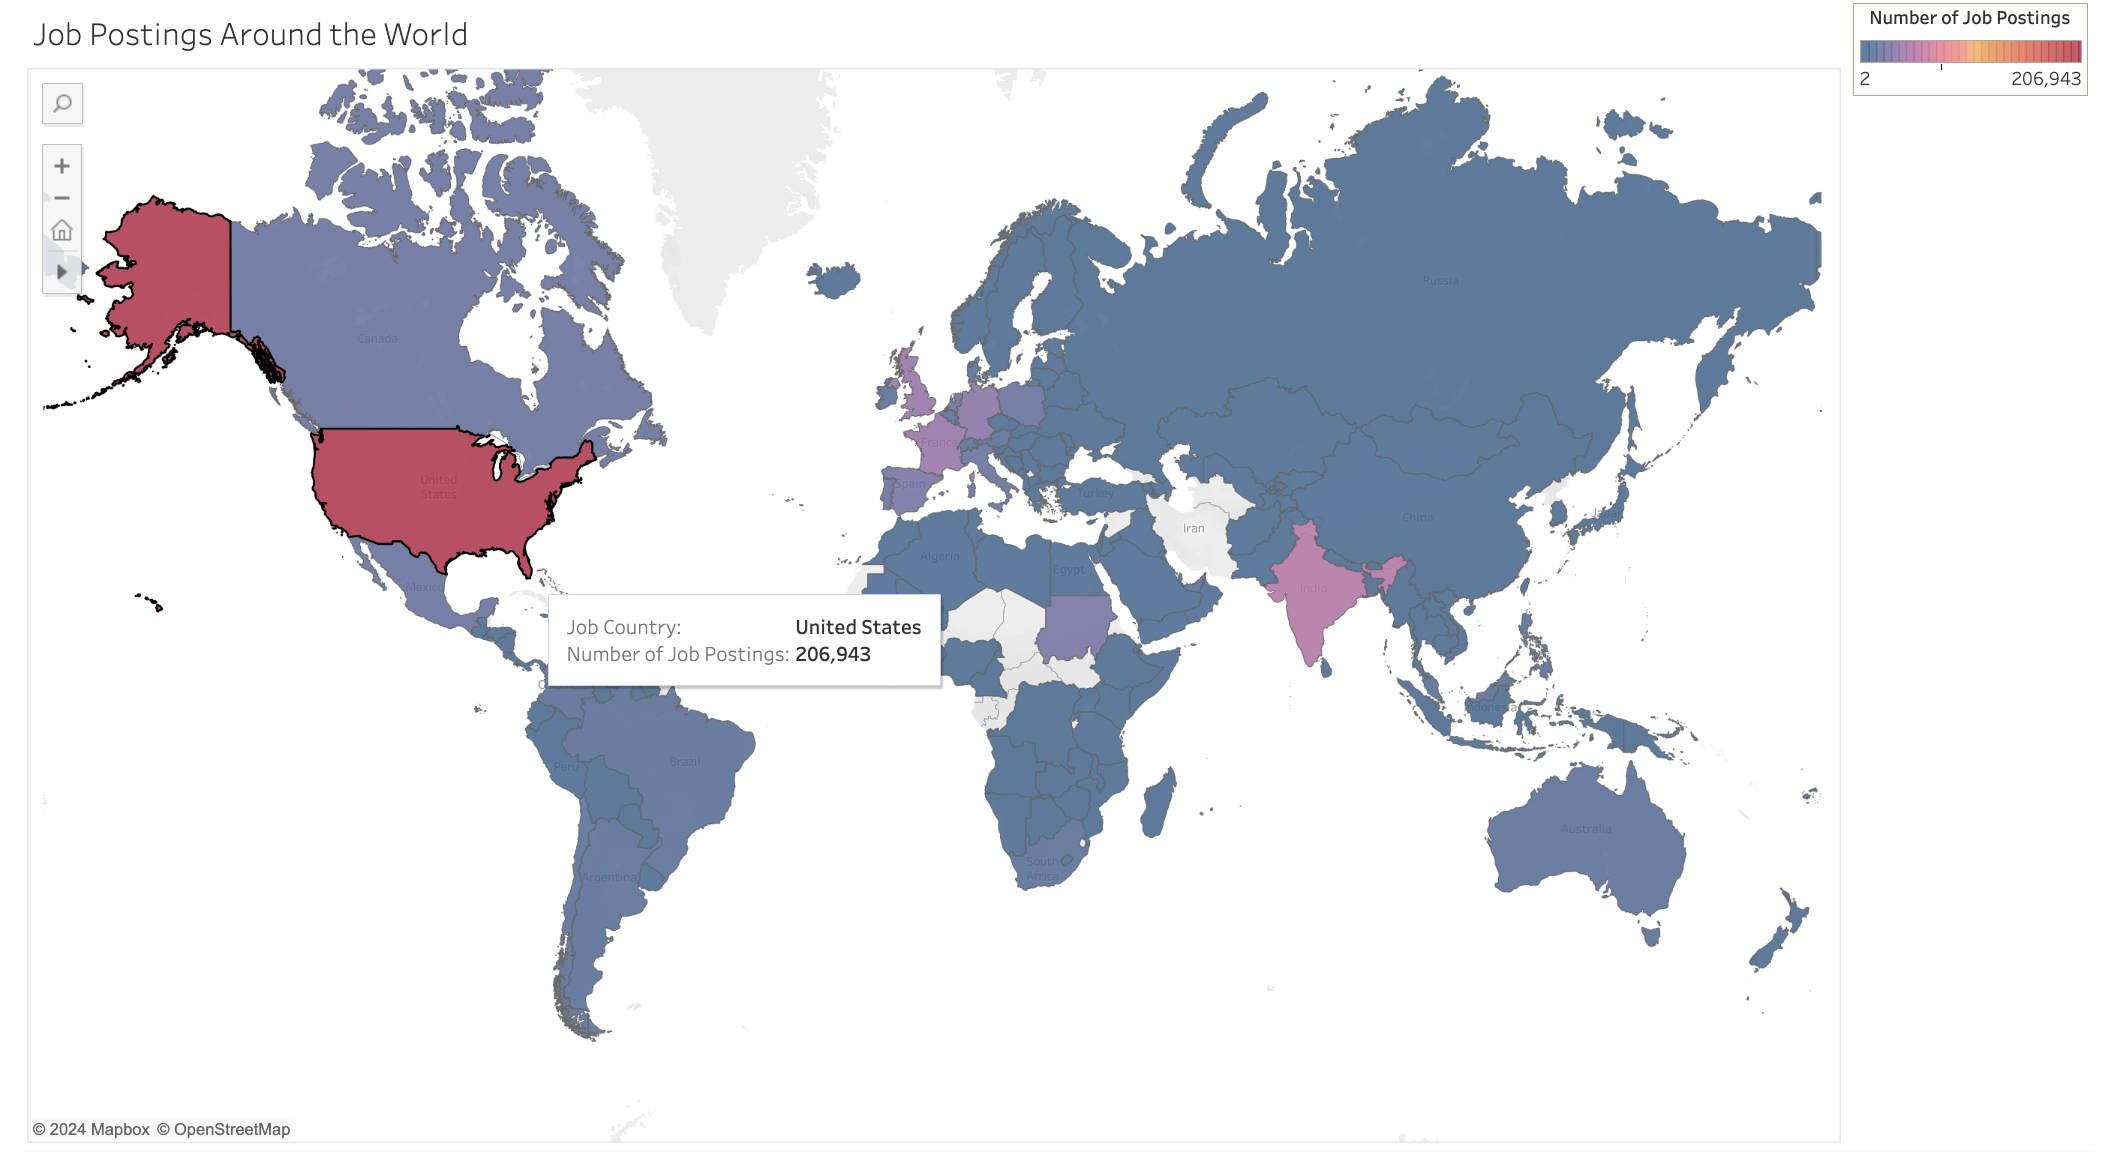 Job Postings Around the World
Number of Job Postings
2
206,943
Russia
Canada
France
United
States
Spain
Turkey
China
Japan
Iran
Algeria
Egypt
India
Mexico
Job Country: United States
Number of Job Postings: 206,943
Indonesia
Brazil
Peru
Australia
South
Africa
Argentina
© 2024 Mapbox © OpenStreetMap